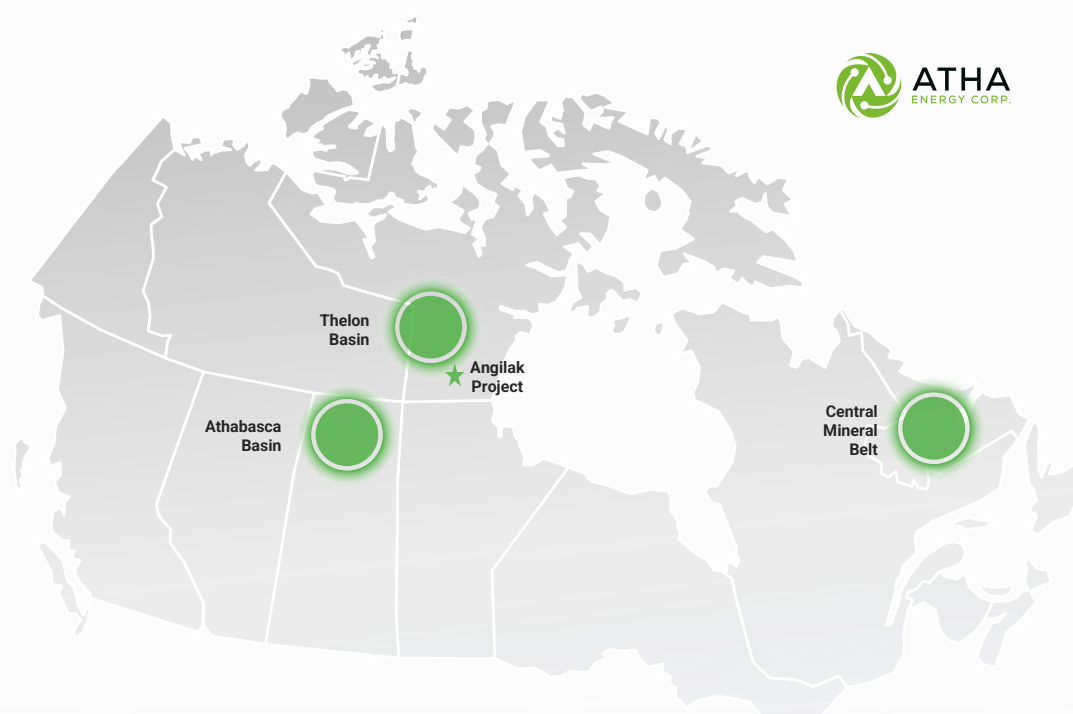 ATHA
ENERGY CORP.
Thelon
Basin
Angilak
Project
Athabasca
Basin
Central
Mineral
Belt